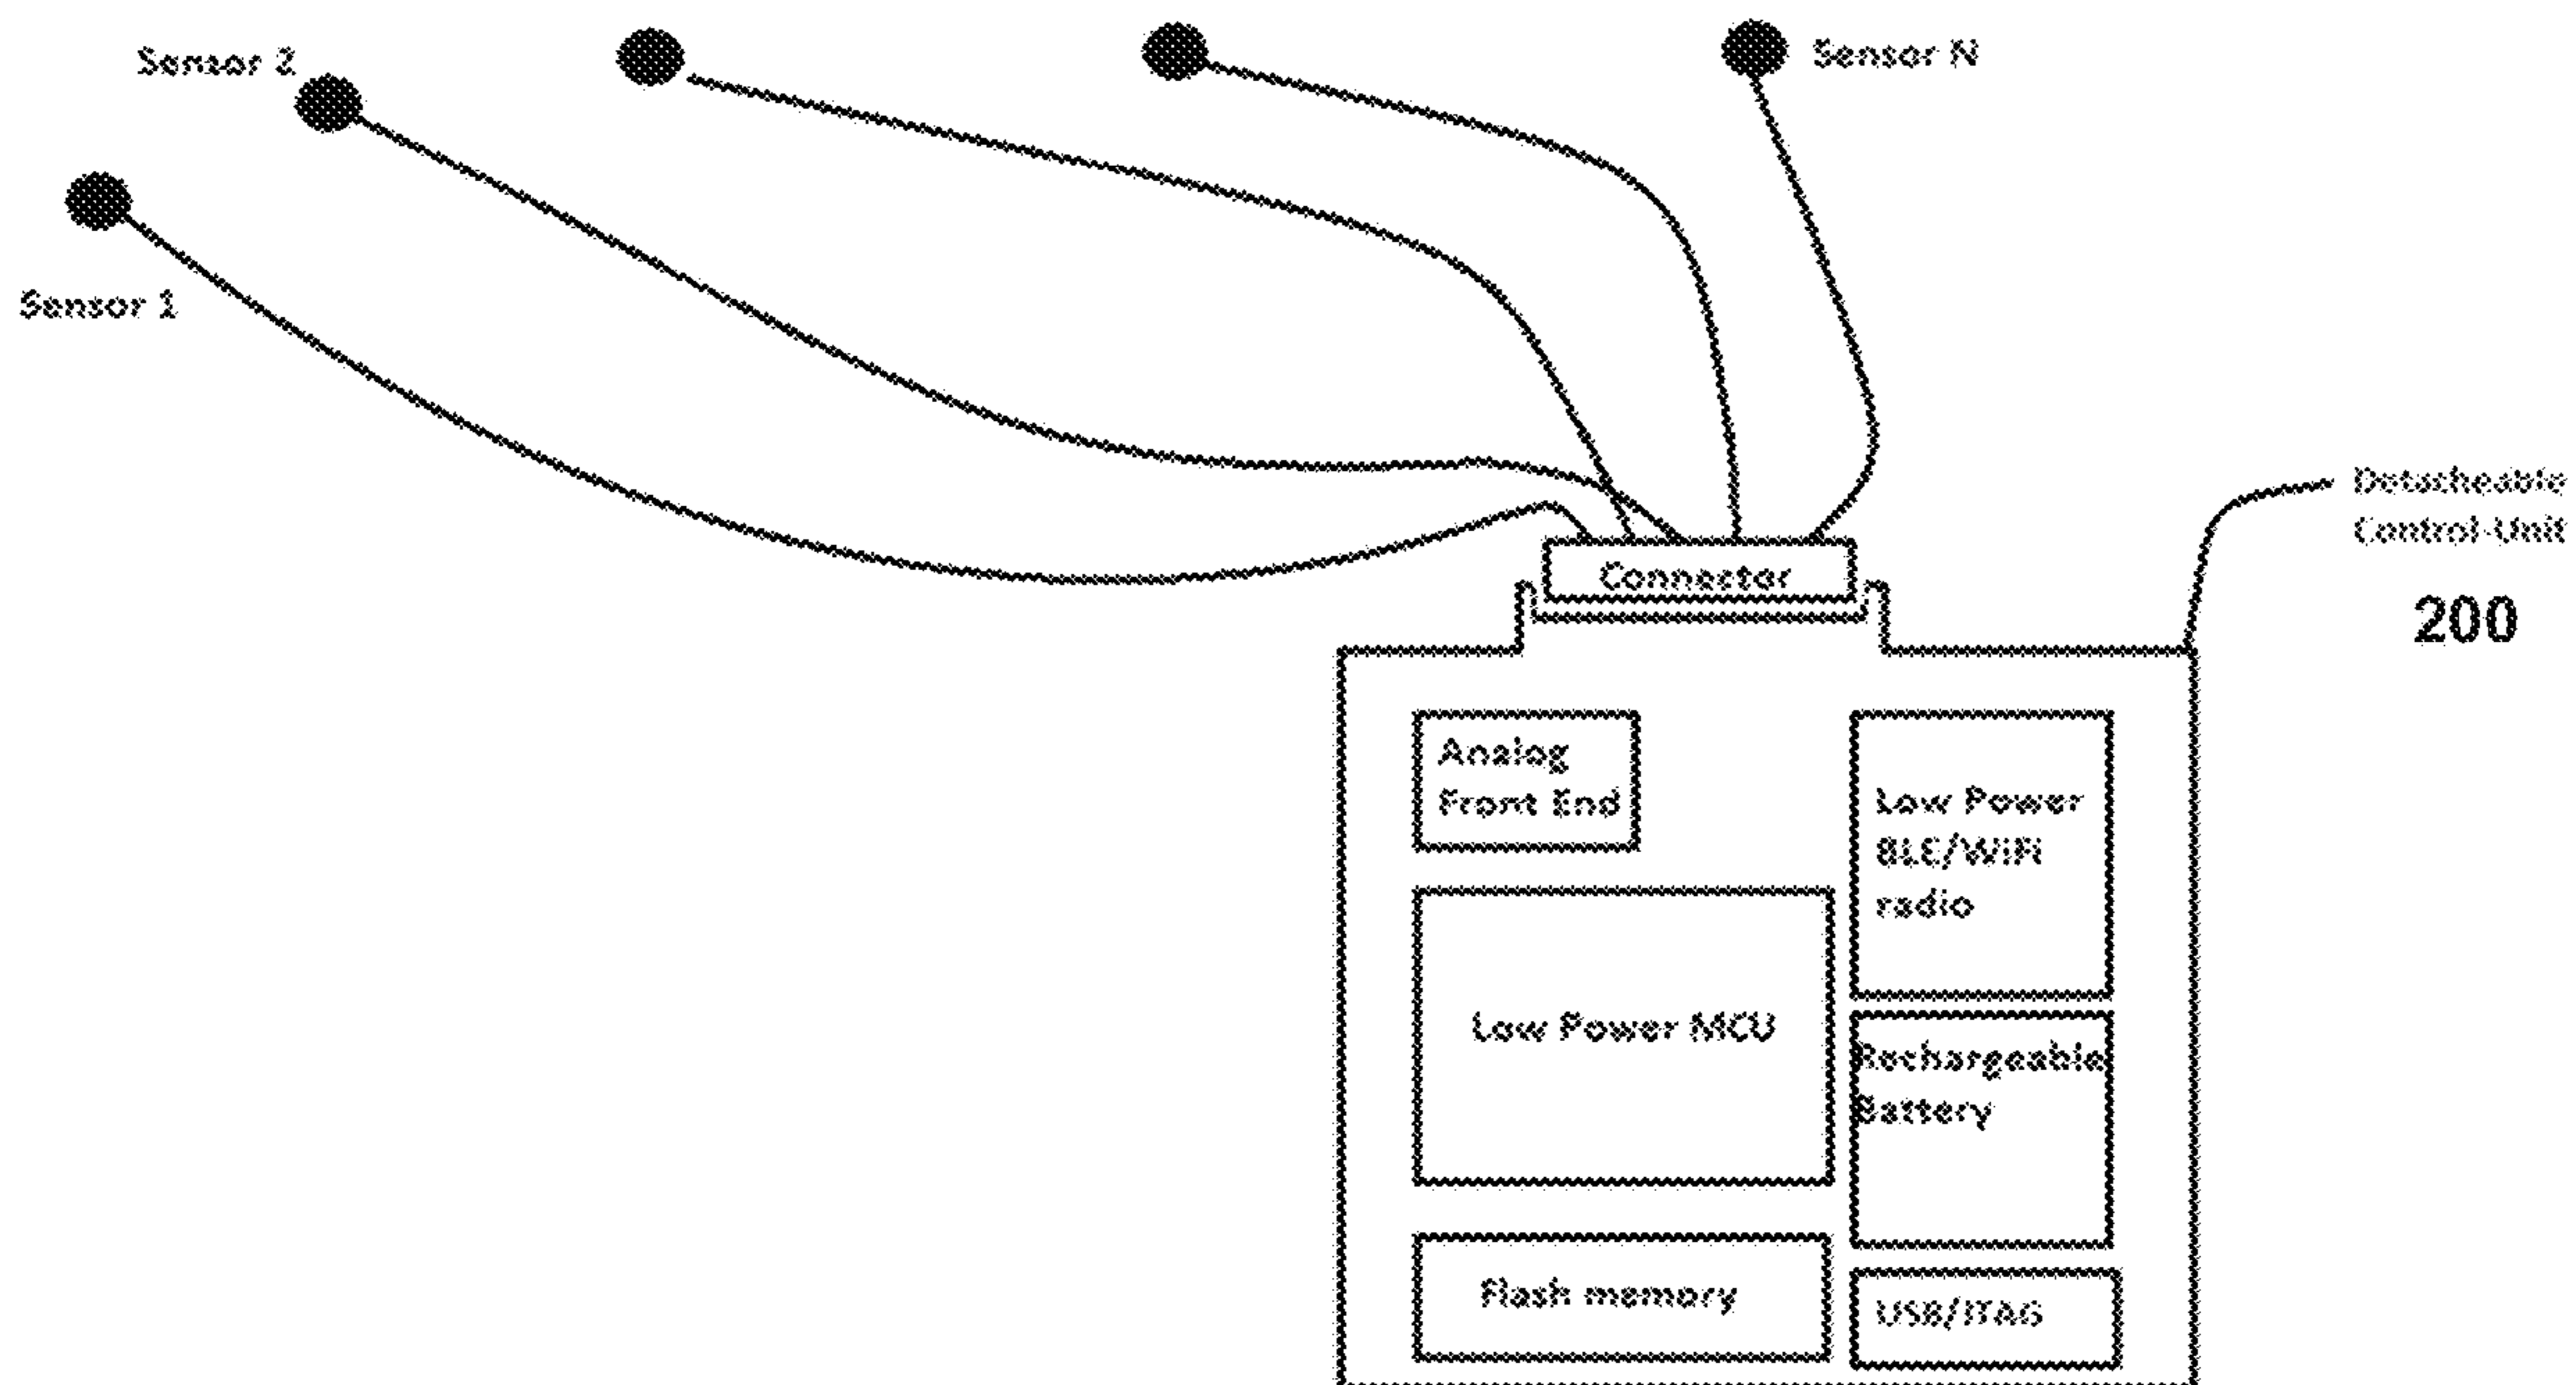 Sensor 2
Sensor N
Sensor 1
Detacheable
Control-Unit
200
Connector
Analog
Front End
Low Power
BLE/WiFi
radio
Low Power MCU
Rechargeable
Battery
Flash memory
USB/JTAG